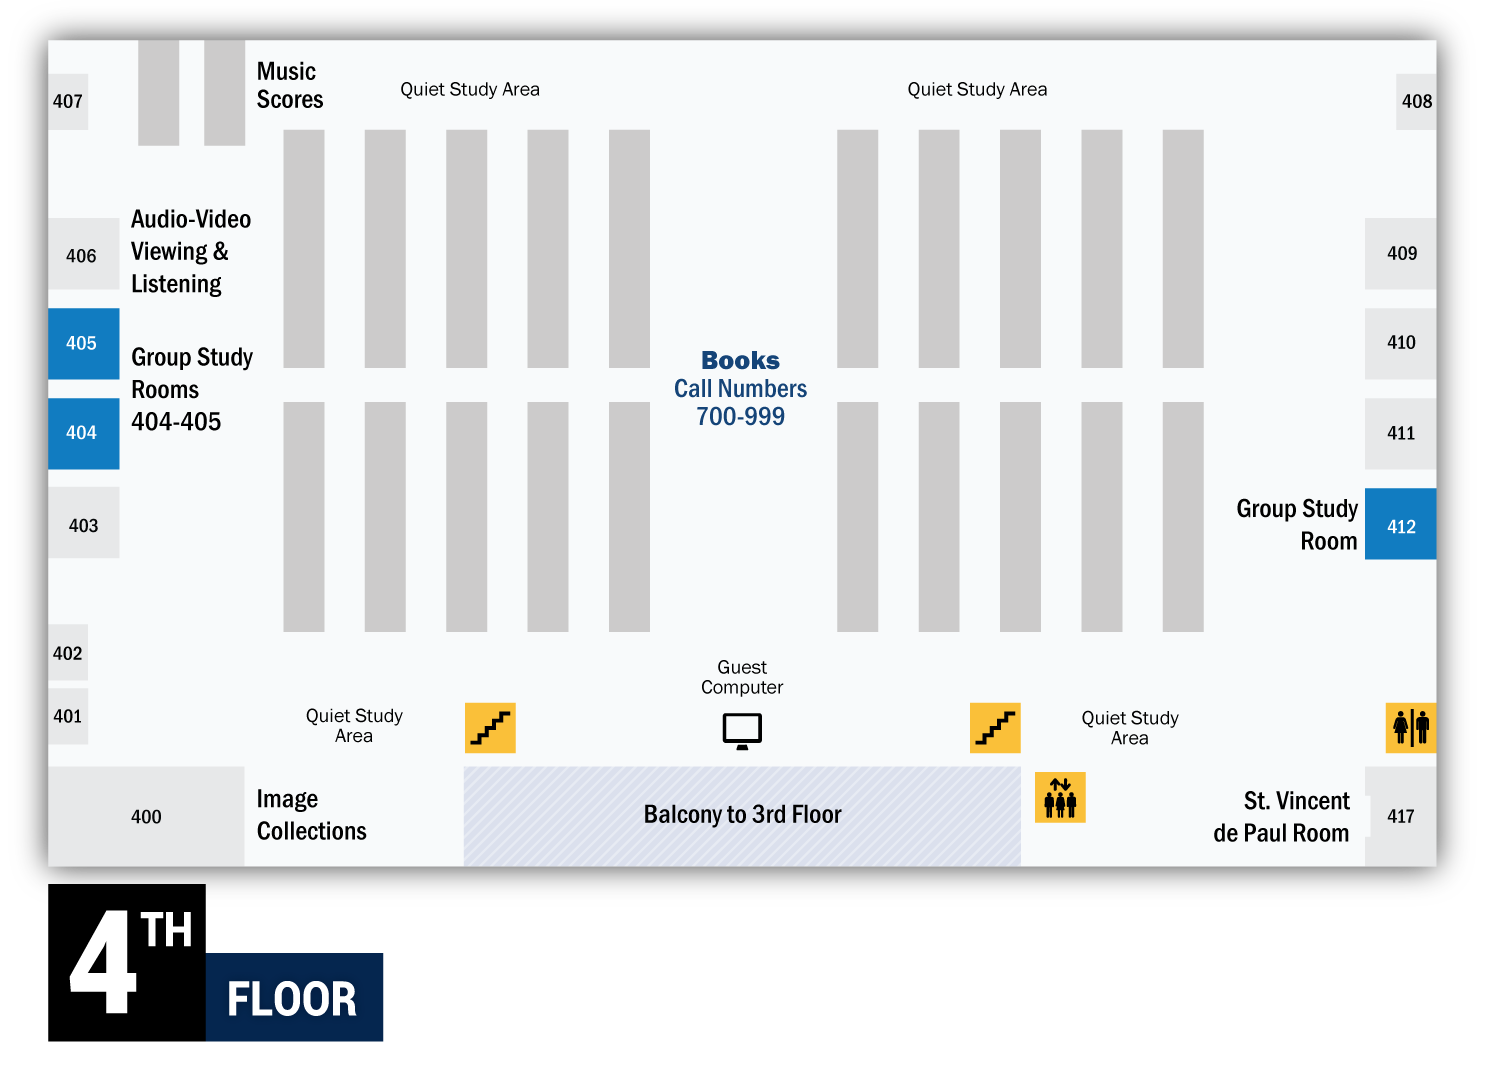 407
Music
Scores
Quiet Study Area
Quiet Study Area
408
Audio-Video
Viewing &
Listening
406
409
405
Group Study
Rooms
404-405
Books
Call Numbers
700-999
410
404
411
403
Group Study
Room
412
402
401
Guest
Computer
Quiet Study
Area
Quiet Study
Area
400
Image
Collections
Balcony to 3rd Floor
St. Vincent
de Paul Room
417
4TH
FLOOR